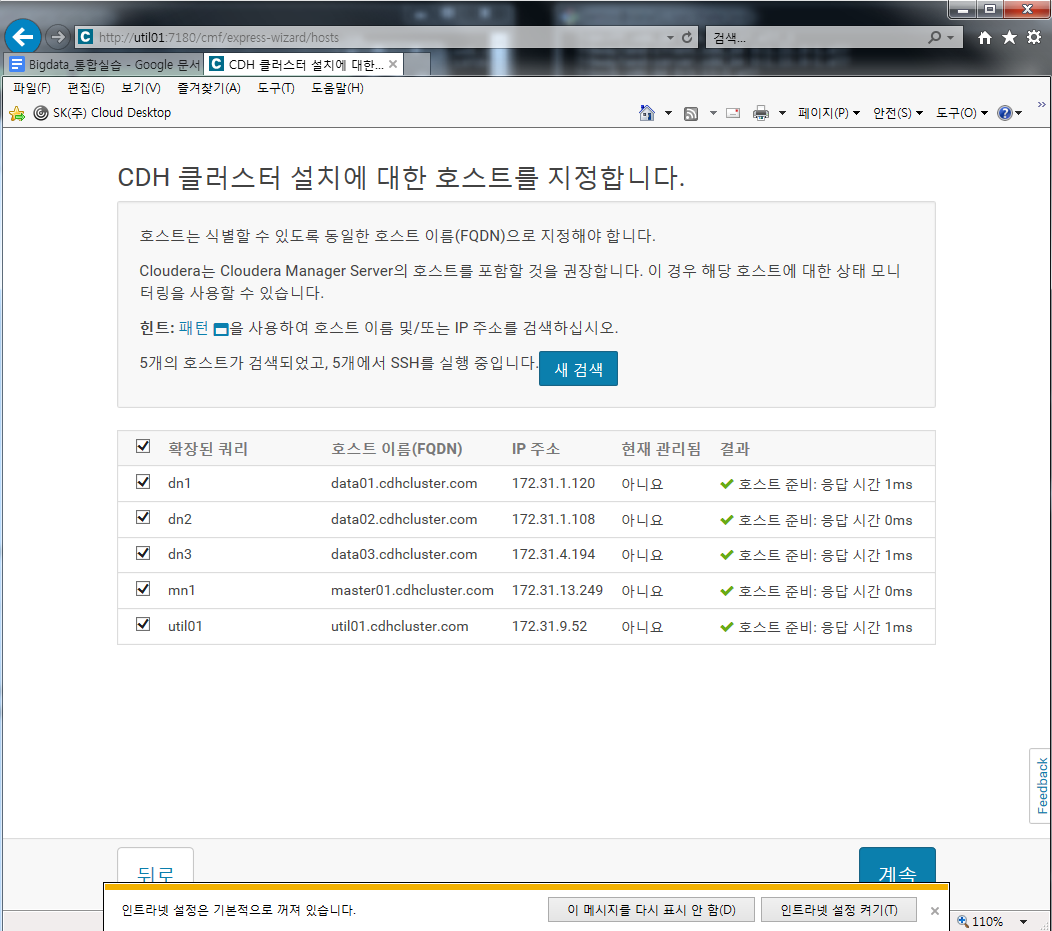 http://util01:7180/cmf/express-wizard/hosts
검색...
Bigdata_통합실습 - Google 문서
CDH 클러스터 설치에 대한...
파일(F) 편집(E) 보기(V) 즐겨찾기(A) 도구(T) 도움말(H)
SK(주) Cloud Desktop
페이지(P) 안전(S) 도구(O)
CDH 클러스터 설치에 대한 호스트를 지정합니다.
호스트는 식별할 수 있도록 동일한 호스트 이름(FQDN)으로 지정해야 합니다.
Cloudera는 Cloudera Manager Server의 호스트를 포함할 것을 권장합니다. 이 경우 해당 호스트에 대한 상태 모니
터링을 사용할 수 있습니다.
힌트: 패턴 을 사용하여 호스트 이름 및/또는 IP 주소를 검색하십시오.
5개의 호스트가 검색되었고, 5개에서 SSH를 실행 중입니다. 새 검색
확장된 쿼리 호스트 이름(FQDN) IP 주소 현재 관리됨 결과
dn1 data01.cdhcluster.com 172.31.1.120 아니요 호스트 준비: 응답 시간 1ms
dn2 data02.cdhcluster.com 172.31.1.108 아니요 호스트 준비: 응답 시간 0ms
dn3 data03.cdhcluster.com 172.31.4.194 아니요 호스트 준비: 응답 시간 1ms
mn1 master01.cdhcluster.com 172.31.13.249 아니요 호스트 준비: 응답 시간 0ms
util01 util01.cdhcluster.com 172.31.9.52 아니요 호스트 준비: 응답 시간 1ms
Feedback
뒤로 계속
인트라넷 설정은 기본적으로 꺼져 있습니다. 이 메시지를 다시 표시 안 함(D) 인트라넷 설정 켜기(T)
110%